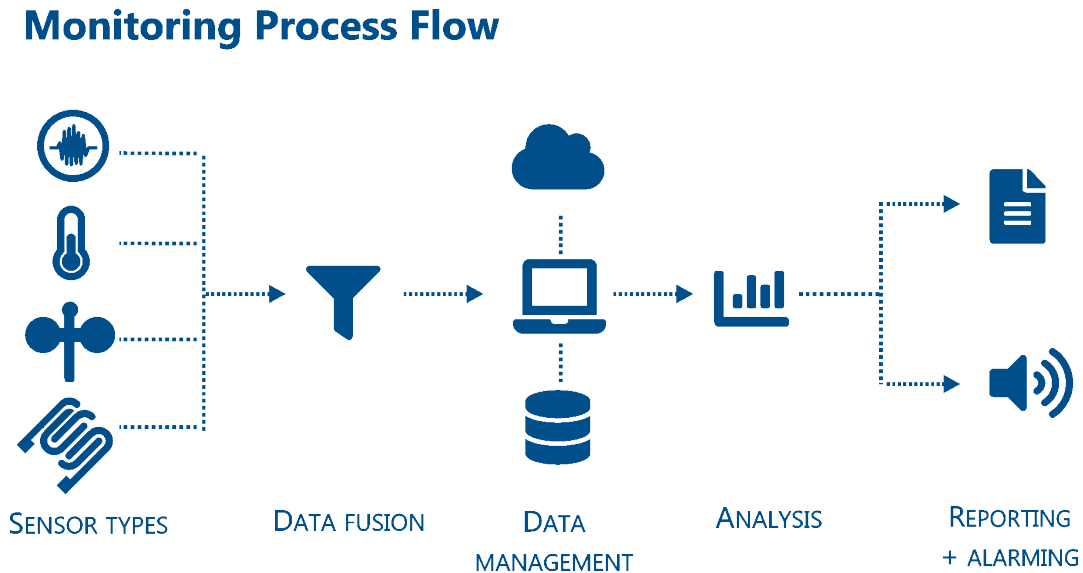 Monitoring Process Flow
SENSOR TYPES
DATA FUSION
DATA
MANAGEMENT
ANALYSIS
REPORTING
+ ALARMING